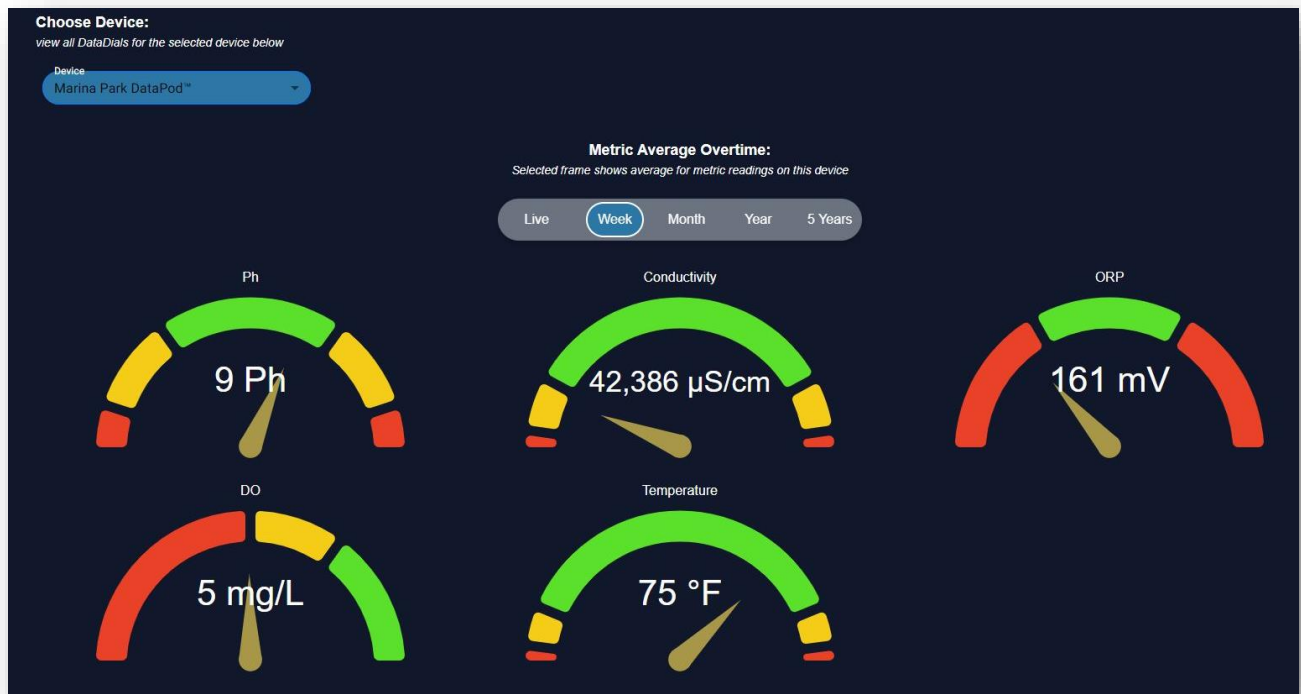 Choose Device:
view all DataDials for the selected device below
Device
Marina Park DataPod™
Metric Average Overtime:
Selected frame shows average for metric readings on this device
Live Week Month Year 5 Years
Ph Conductivity ORP
9 Ph 42,386 µS/cm 161 mV
DO Temperature
5 mg/L 75 °F